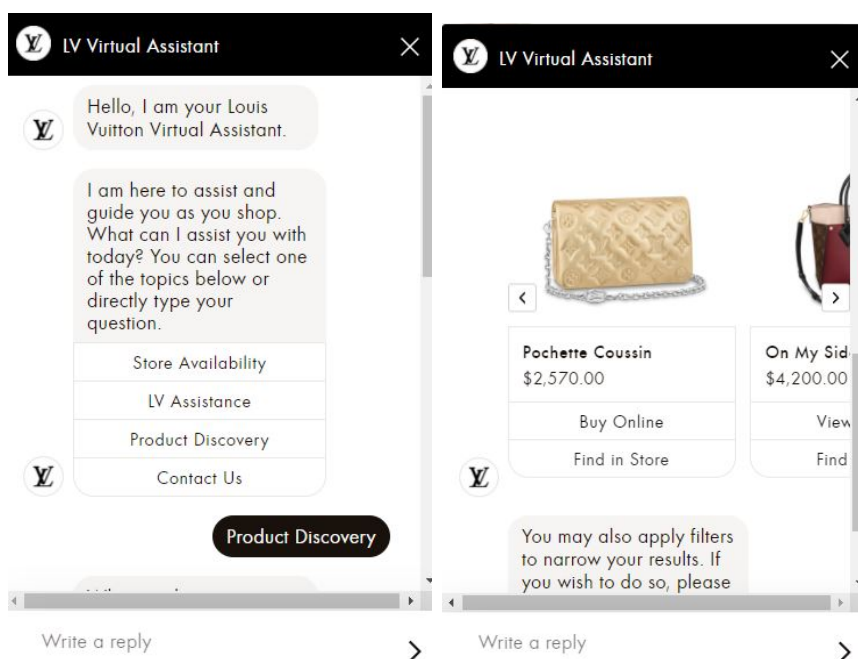 LV Virtual Assistant
Hello, I am your Louis
Vuitton Virtual Assistant.
I am here to assist and
guide you as you shop.
What can I assist you with
today? You can select one
of the topics below or
directly type your
question.
Store Availability
LV Assistance
Product Discovery
Contact Us
Product Discovery
Write a reply
LV Virtual Assistant
Pochette Coussin
$2,570.00
Buy Online
Find in Store
On My Sid
$4,200.00
View
Find
You may also apply filters
to narrow your results. If
you wish to do so, please
Write a reply